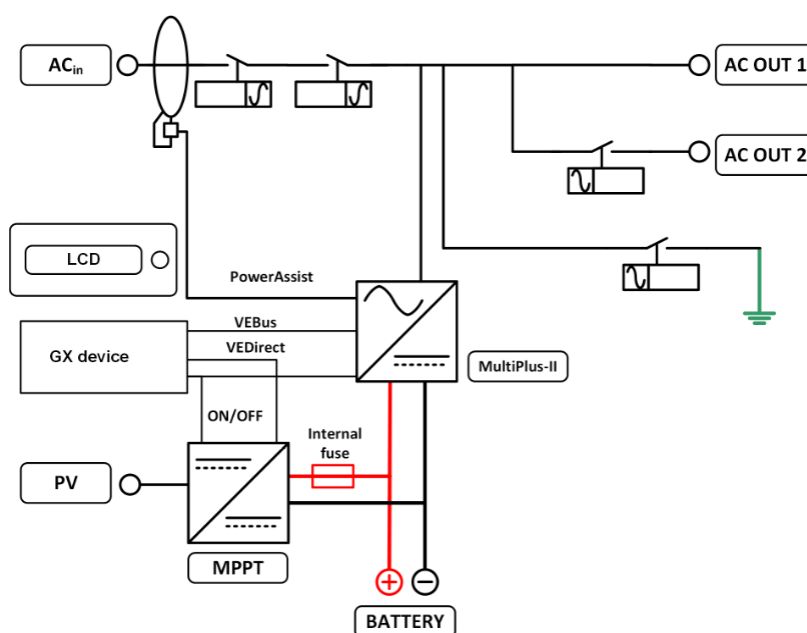 ACin
AC OUT 1
AC OUT 2
LCD
PowerAssist
VEBus
GX device
VEDirect
MultiPlus-II
ON/OFF
Internal
fuse
PV
MPPT
BATTERY